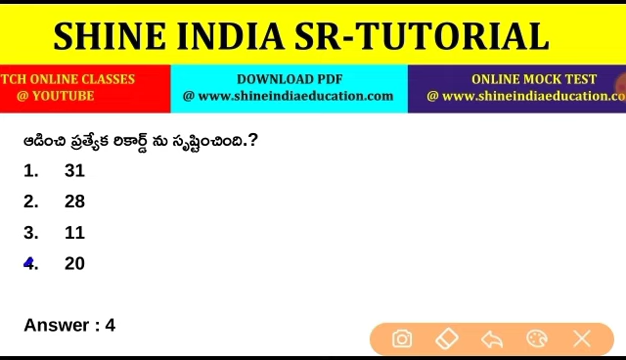 SHINE INDIA SR-TUTORIAL
TCH ONLINE CLASSES
@ YOUTUBE
DOWNLOAD PDF
@ www.shineindiaeducation.com
ONLINE MOCK TEST
@ www.shineindiaeducation.co
ఆడించి ప్రత్యేక రికార్డ్ ను సృష్టించింది.?
1. 31
2. 28
3. 11
4. 20
Answer : 4